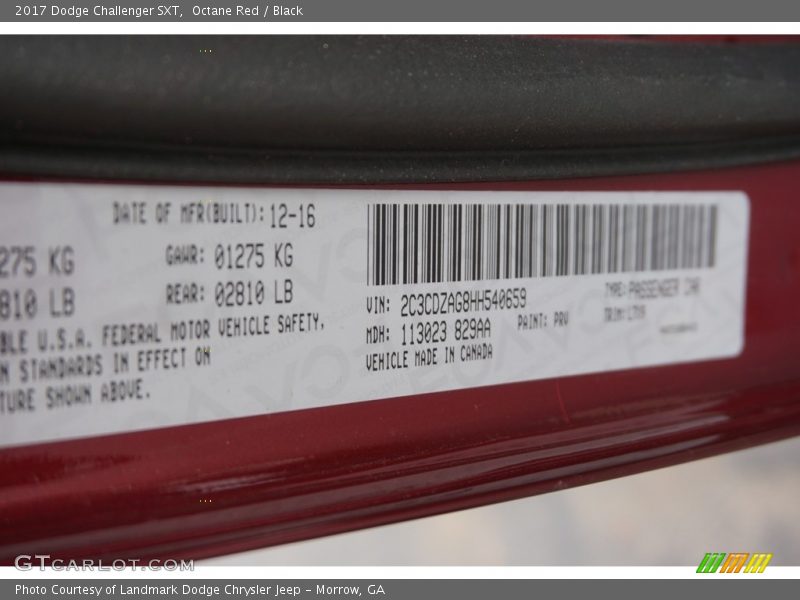 2017 Dodge Challenger SXT,  Octane Red / Black
DATE OF MFR(BUILT): 12-16
275 KG GAWR: 01275 KG
810 LB REAR: 02810 LB
BLE U.S.A. FEDERAL MOTOR VEHICLE SAFETY,
N STANDARDS IN EFFECT ON
TURE SHOWN ABOVE.
VIN: 2C3CDZAG8HH540659 TYPE: PASSENGER CAR
MDH: 113023 829AA PAINT: PRV TRIM:
VEHICLE MADE IN CANADA
GTCARLOT.COM
Photo Courtesy of Landmark Dodge Chrysler Jeep – Morrow, GA